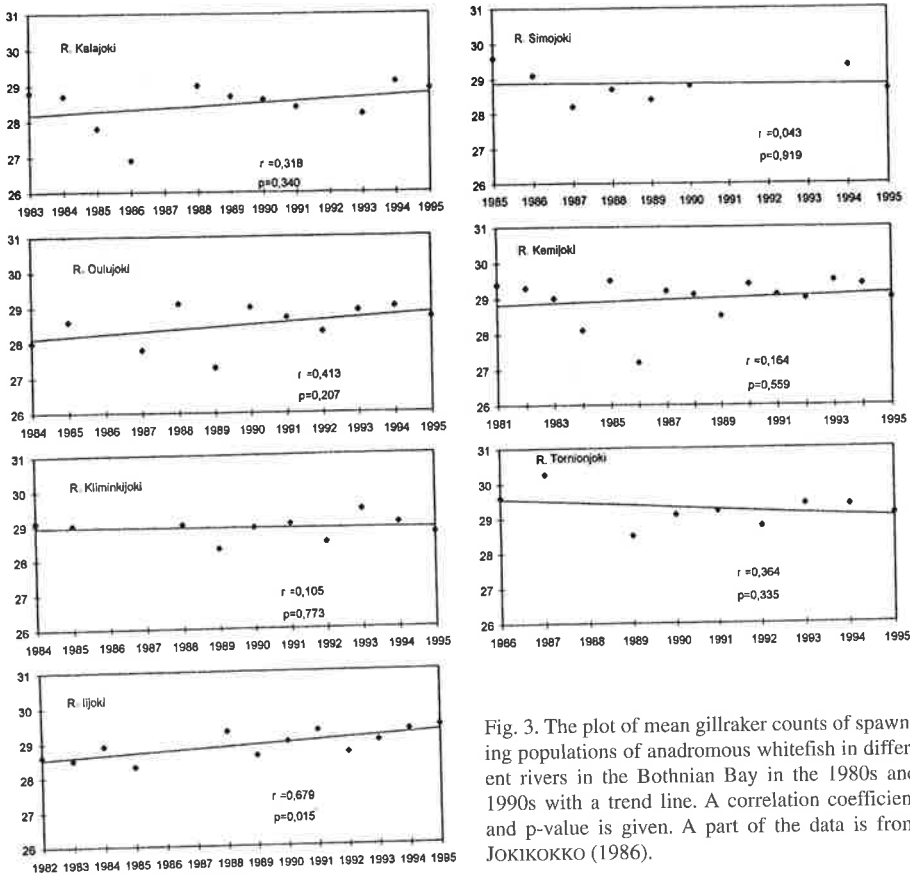 31
30
29
28
27
26
R. Kalajoki
r =0,318
p=0,340
1983 1984 1985 1986 1987 1988 1989 1990 1991 1992 1993 1994 1995
31
30
29
28
27
26
R. Simojoki
r =0,043
p=0,919
1985 1986 1987 1988 1989 1990 1991 1992 1993 1994 1995
31
30
29
28
27
26
R. Oulujoki
r =0,413
p=0,207
1984 1985 1986 1987 1988 1989 1990 1991 1992 1993 1994 1995
31
30
29
28
27
26
R. Kemijoki
r =0,164
p=0,559
1981 1983 1985 1987 1989 1991 1993 1995
31
30
29
28
27
26
R. Kiiminkijoki
r =0,105
p=0,773
1984 1985 1986 1987 1988 1989 1990 1991 1992 1993 1994 1995
31
30
29
28
27
26
R. Tornionjoki
r =0,364
p=0,335
1986 1987 1988 1989 1990 1991 1992 1993 1994 1995
31
30
29
28
27
26
R. Iijoki
r =0,679
p=0,015
1982 1983 1984 1985 1986 1987 1988 1989 1990 1991 1992 1993 1994 1995
Fig. 3. The plot of mean gillraker counts of spawn
ing populations of anadromous whitefish in differ
ent rivers in the Bothnian Bay in the 1980s and
1990s with a trend line. A correlation coefficien
and p-value is given. A part of the data is from
JOKIKOKKO (1986).